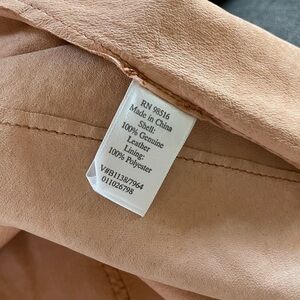 RN 98516
Made in China
Shell:
100% Genuine
Leather
Lining:
100% Polyester
V#B1138/7964
011026798